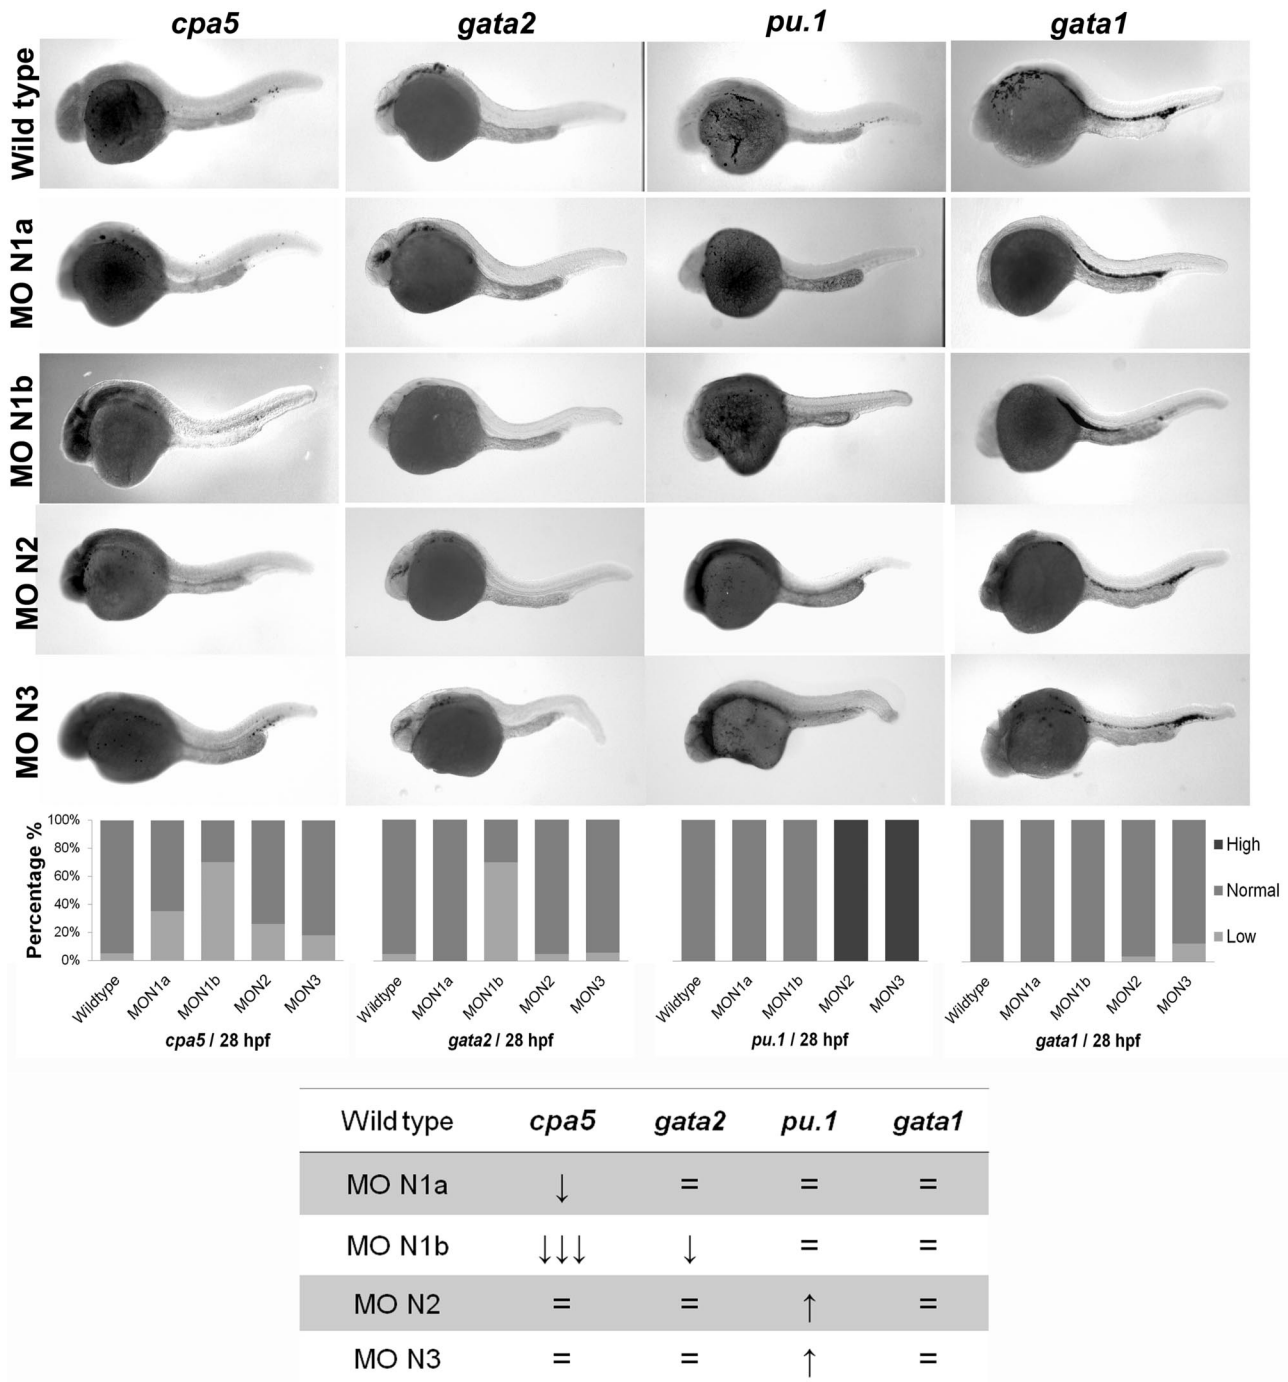 cpa5 gata2 pu.1 gata1
Wild type
MO N1a
MO N1b
MO N2
MO N3
Percentage %
100%
80%
60%
40%
20%
0%
Wildtype MON1a MON1b MON2 MON3
cpa5 / 28 hpf
Wildtype MON1a MON1b MON2 MON3
gata2 / 28 hpf
Wildtype MON1a MON1b MON2 MON3
pu.1 / 28 hpf
Wildtype MON1a MON1b MON2 MON3
gata1 / 28 hpf
High
Normal
Low
Wild type cpa5 gata2 pu.1 gata1
MO N1a ↓ = = =
MO N1b ↓↓↓ ↓ = =
MO N2 = = ↑ =
MO N3 = = ↑ =